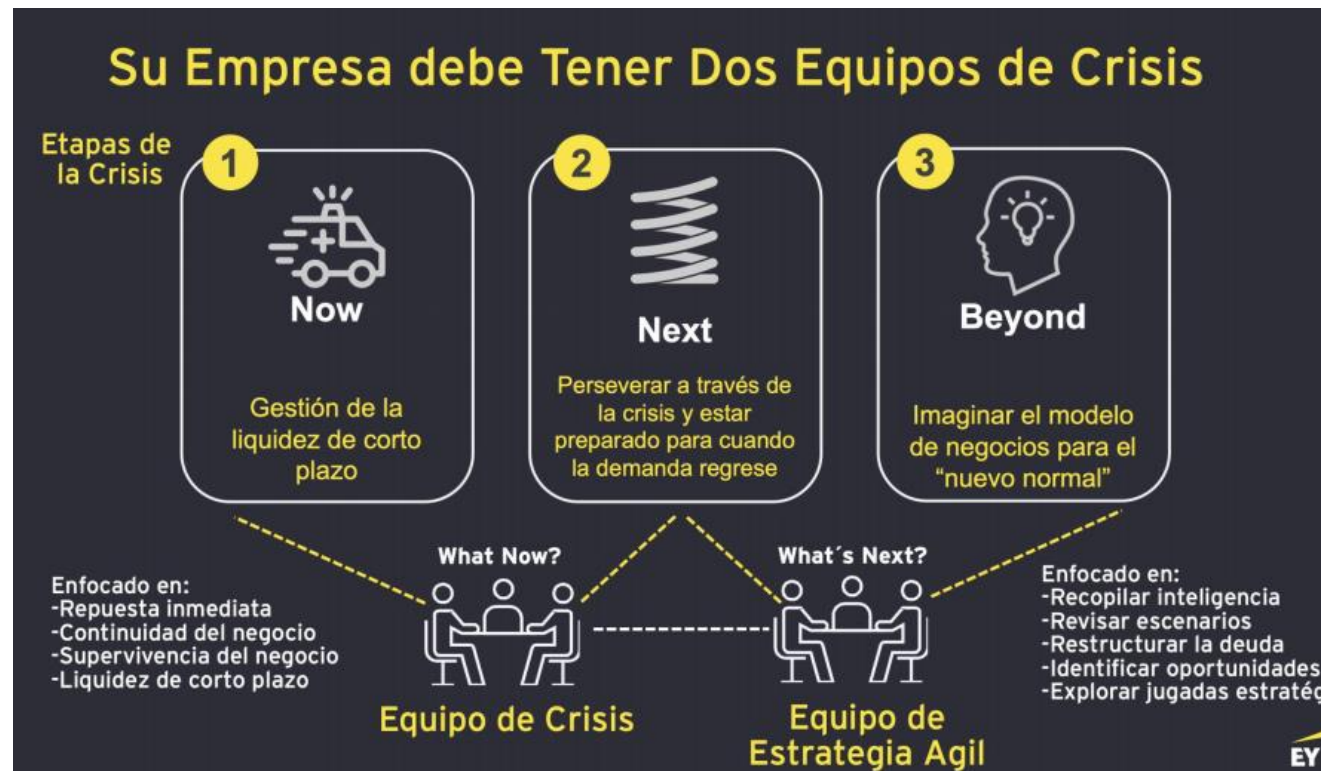 Su Empresa debe Tener Dos Equipos de Crisis
Etapas de
la Crisis
1
Now
Gestión de la
liquidez de corto
plazo
2
Next
Perseverar a través de
la crisis y estar
preparado para cuando
la demanda regrese
3
Beyond
Imaginar el modelo
de negocios para el
“nuevo normal”
Enfocado en:
-Repuesta inmediata
-Continuidad del negocio
-Supervivencia del negocio
-Liquidez de corto plazo
What Now?
Equipo de Crisis
What´s Next?
Equipo de
Estrategia Agil
Enfocado en:
-Recopilar inteligencia
-Revisar escenarios
-Restructurar la deuda
-Identificar oportunidades
-Explorar jugadas
EY